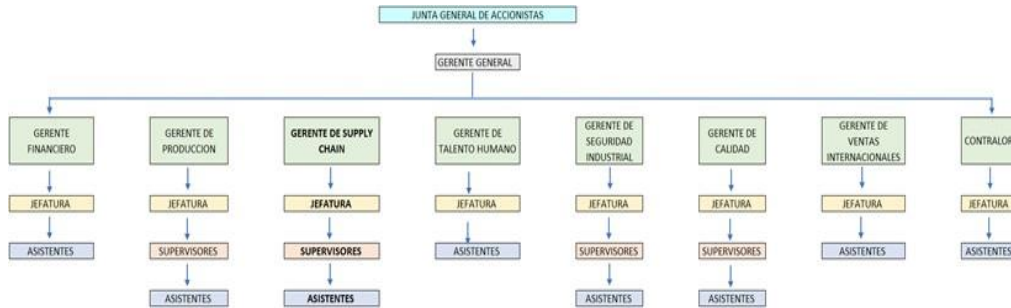 JUNTA GENERAL DE ACCIONISTAS
GERENTE GENERAL
GERENTE
FINANCIERO
GERENTE DE
PRODUCCION
GERENTE DE SUPPLY
CHAIN
GERENTE DE
TALENTO HUMANO
GERENTE DE
SEGURIDAD
INDUSTRIAL
GERENTE DE
CALIDAD
GERENTE DE
VENTAS
INTERNACIONALES
CONTRALOR
JEFATURA
JEFATURA
JEFATURA
JEFATURA
JEFATURA
JEFATURA
JEFATURA
JEFATURA
ASISTENTES
SUPERVISORES
SUPERVISORES
ASISTENTES
SUPERVISORES
SUPERVISORES
ASISTENTES
ASISTENTES
ASISTENTES
ASISTENTES
ASISTENTES
ASISTENTES